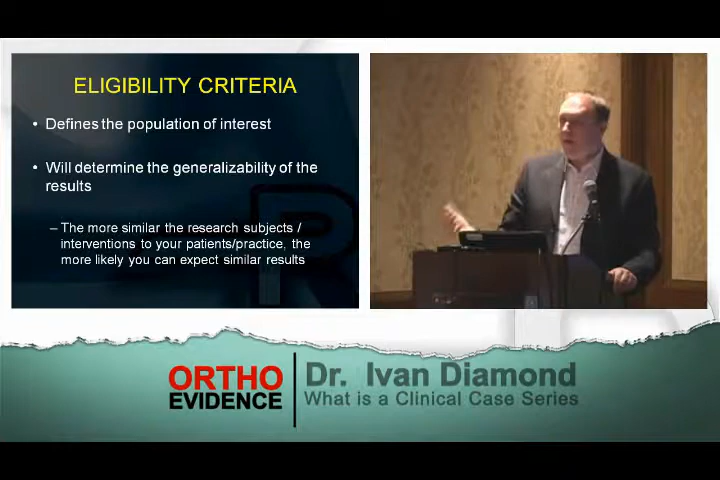 ELIGIBILITY CRITERIA
• Defines the population of interest
• Will determine the generalizability of the
results
– The more similar the research subjects /
interventions to your patients/practice, the
more likely you can expect similar results
ORTHO
EVIDENCE
Dr. Ivan Diamond
What is a Clinical Case Series